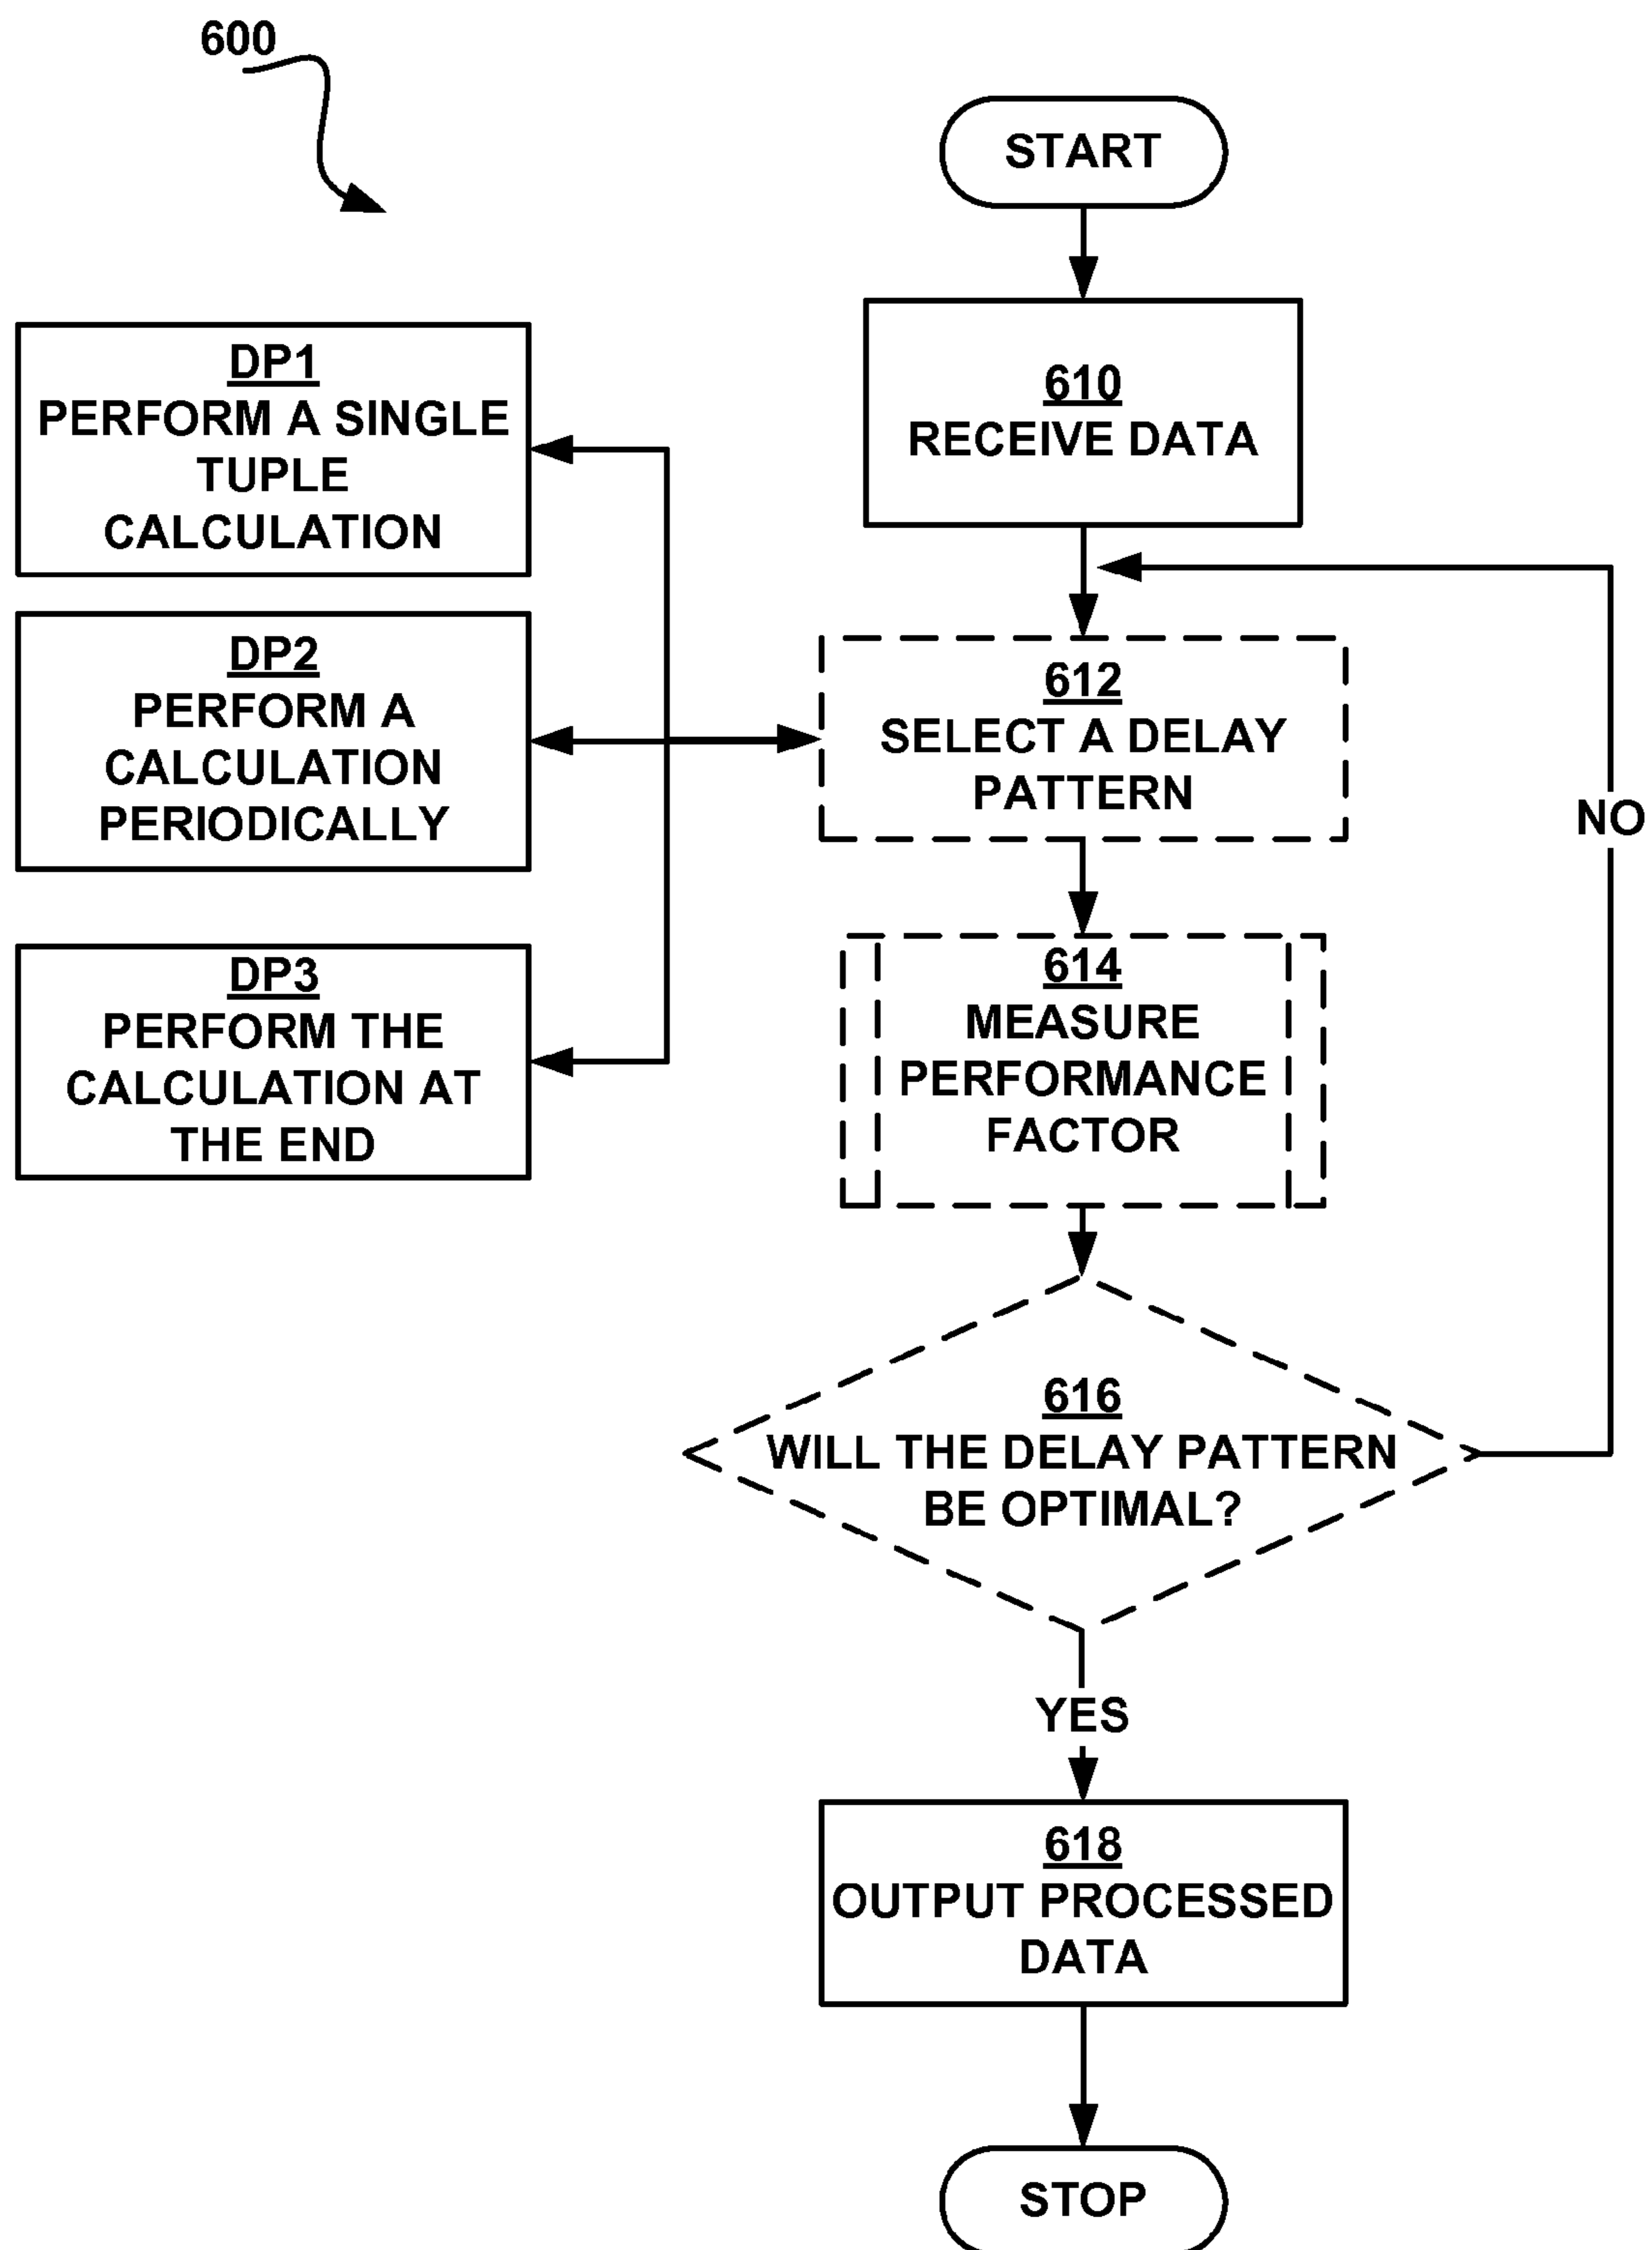 600
START
610
RECEIVE DATA
DP1
PERFORM A SINGLE
TUPLE
CALCULATION
DP2
PERFORM A
CALCULATION
PERIODICALLY
DP3
PERFORM THE
CALCULATION AT
THE END
612
SELECT A DELAY
PATTERN
614
MEASURE
PERFORMANCE
FACTOR
616
WILL THE DELAY PATTERN
BE OPTIMAL?
NO
YES
618
OUTPUT PROCESSED
DATA
STOP